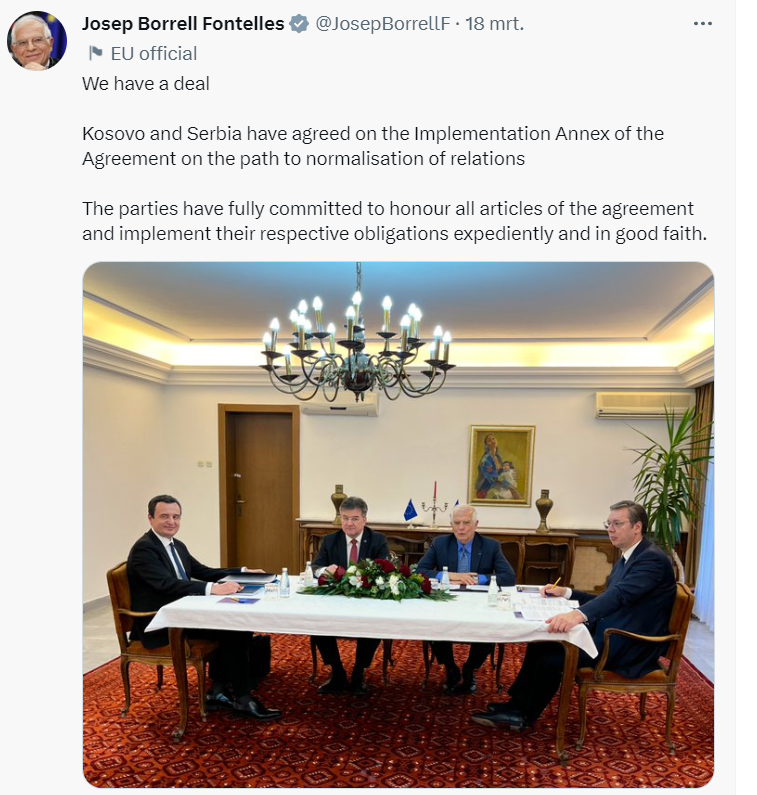 Josep Borrell Fontelles @JosepBorrellF · 18 mrt.
EU official
We have a deal
Kosovo and Serbia have agreed on the Implementation Annex of the
Agreement on the path to normalisation of relations
The parties have fully committed to honour all articles of the agreement
and implement their respective obligations expediently and in good faith.